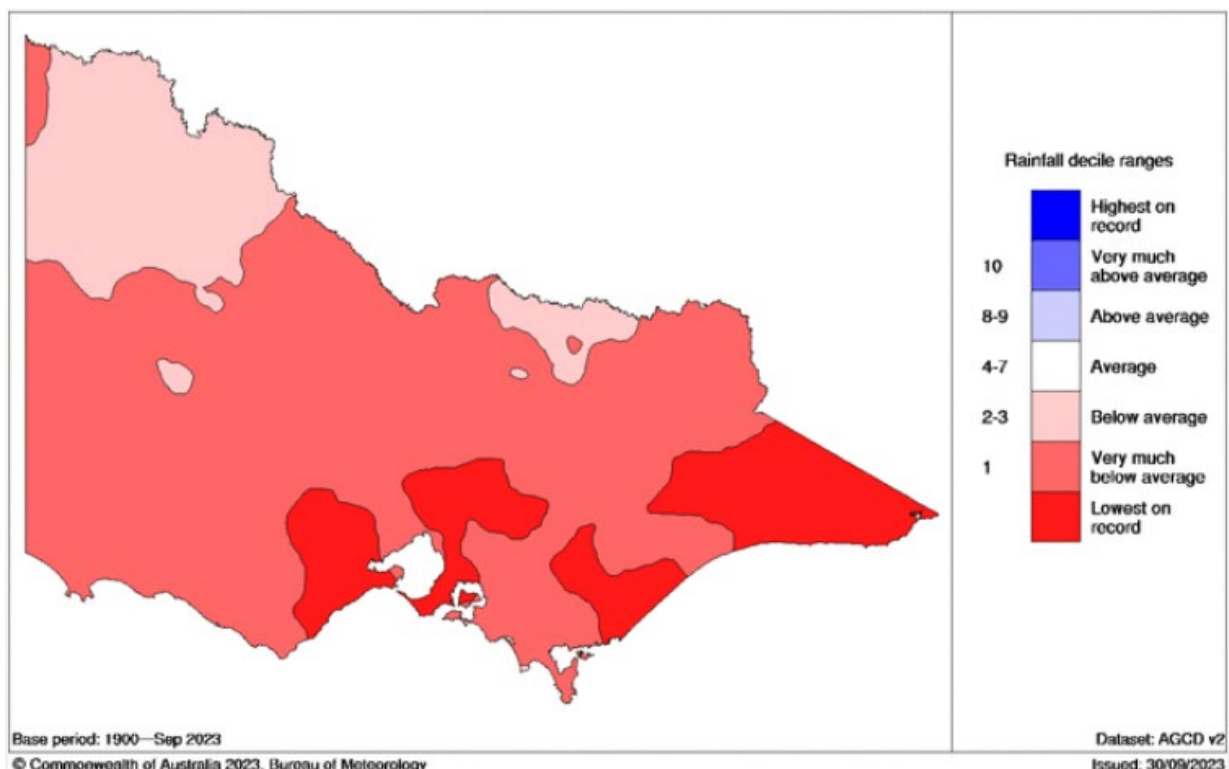 Rainfall decile ranges
Highest on
record
10
Very much
above average
8-9
Above average
4-7
Average
2-3
Below average
1
Very much
below average
Lowest on
record
Base period: 1900—Sep 2023
Dataset: AGCD v2
© Commonwealth of Australia 2023, Bureau of Meteorology
Issued: 30/09/2023